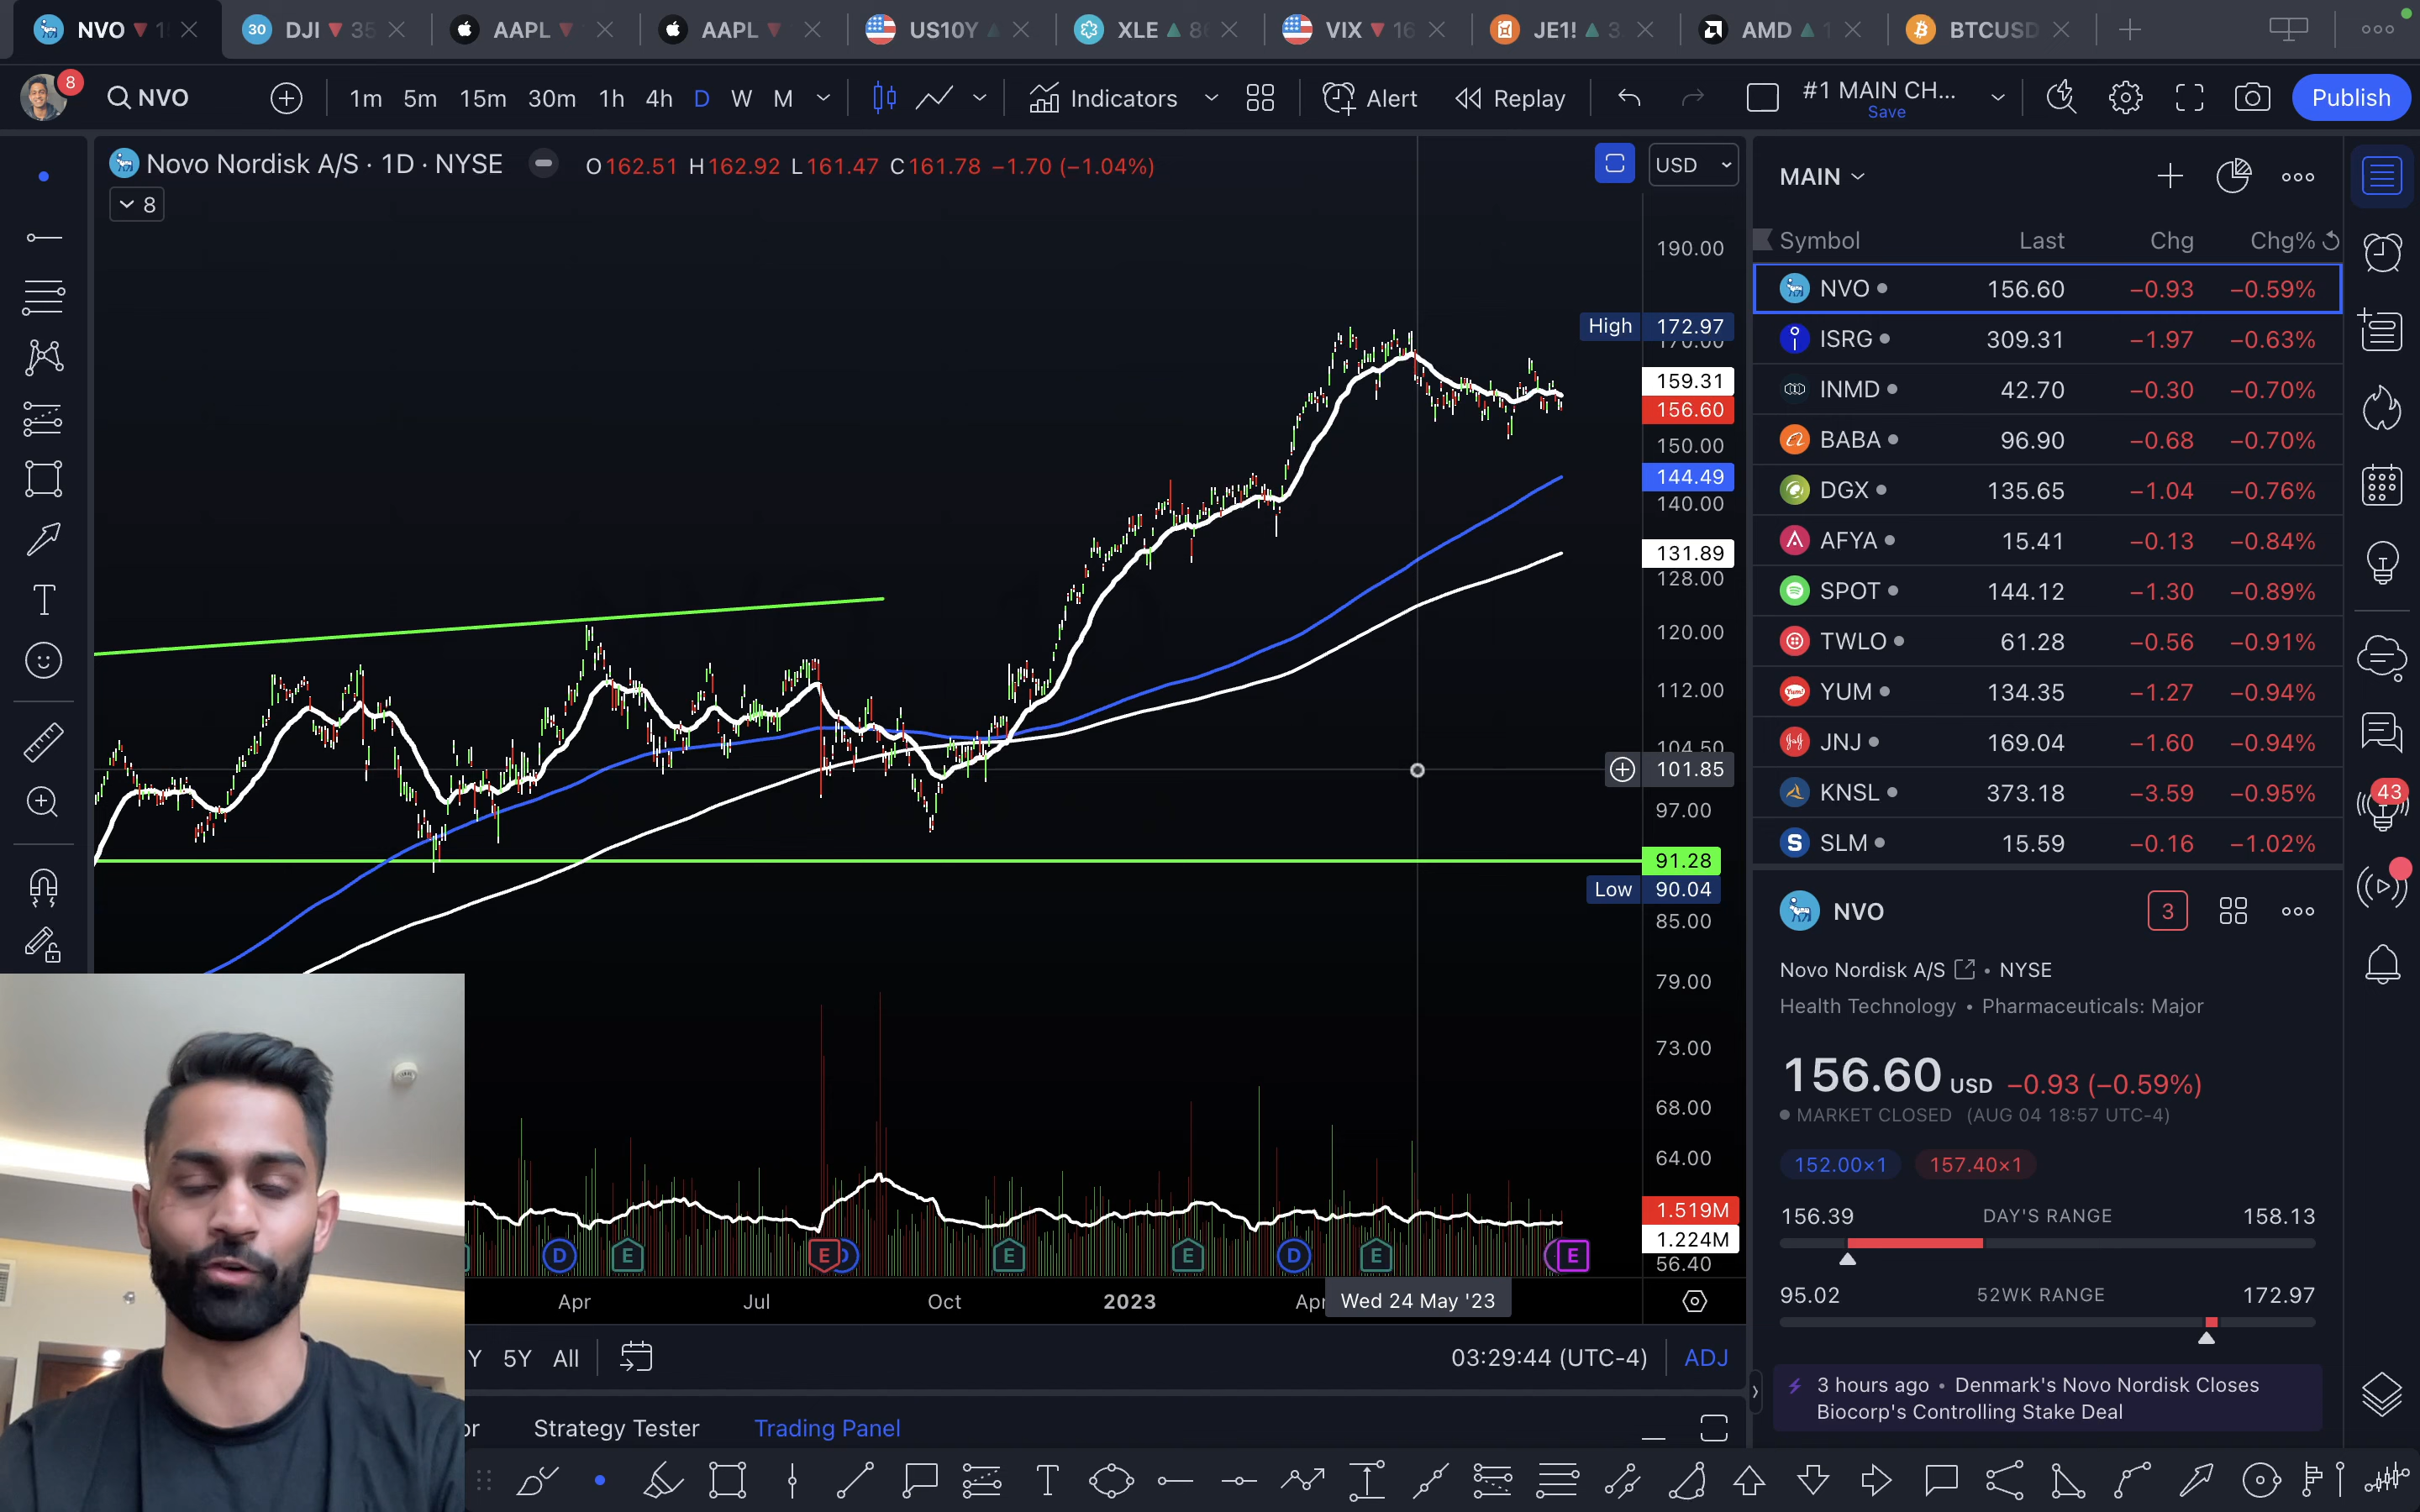 NVO 1
30 DJI 35
AAPL
AAPL
US10Y
XLE 8
VIX 16
JE1! 3
AMD 1
BTCUSD
8
NVO
1m 5m 15m 30m 1h 4h D W M
Indicators
Alert
Replay
#1 MAIN CH...
Save
Publish
Novo Nordisk A/S · 1D · NYSE
O162.51 H162.92 L161.47 C161.78 −1.70 (−1.04%)
USD
8
190.00
High 172.97
170.00
159.31
156.60
150.00
144.49
140.00
131.89
128.00
120.00
112.00
104.50
101.85
97.00
91.28
Low 90.04
85.00
79.00
73.00
68.00
64.00
1.519M
1.224M
56.40
D E E D E E D E E
Apr Jul Oct 2023 Apr Wed 24 May '23
Y 5Y All
03:29:44 (UTC-4) ADJ
or Strategy Tester Trading Panel
MAIN
Symbol Last Chg Chg%
NVO 156.60 −0.93 −0.59%
ISRG 309.31 −1.97 −0.63%
INMD 42.70 −0.30 −0.70%
BABA 96.90 −0.68 −0.70%
DGX 135.65 −1.04 −0.76%
AFYA 15.41 −0.13 −0.84%
SPOT 144.12 −1.30 −0.89%
TWLO 61.28 −0.56 −0.91%
YUM 134.35 −1.27 −0.94%
JNJ 169.04 −1.60 −0.94%
KNSL 373.18 −3.59 −0.95%
S SLM 15.59 −0.16 −1.02%
NVO
3
Novo Nordisk A/S • NYSE
Health Technology • Pharmaceuticals: Major
156.60 USD −0.93 (−0.59%)
MARKET CLOSED (AUG 04 18:57 UTC-4)
152.00×1 157.40×1
156.39 DAY'S RANGE 158.13
95.02 52WK RANGE 172.97
3 hours ago • Denmark's Novo Nordisk Closes
Biocorp's Controlling Stake Deal
43